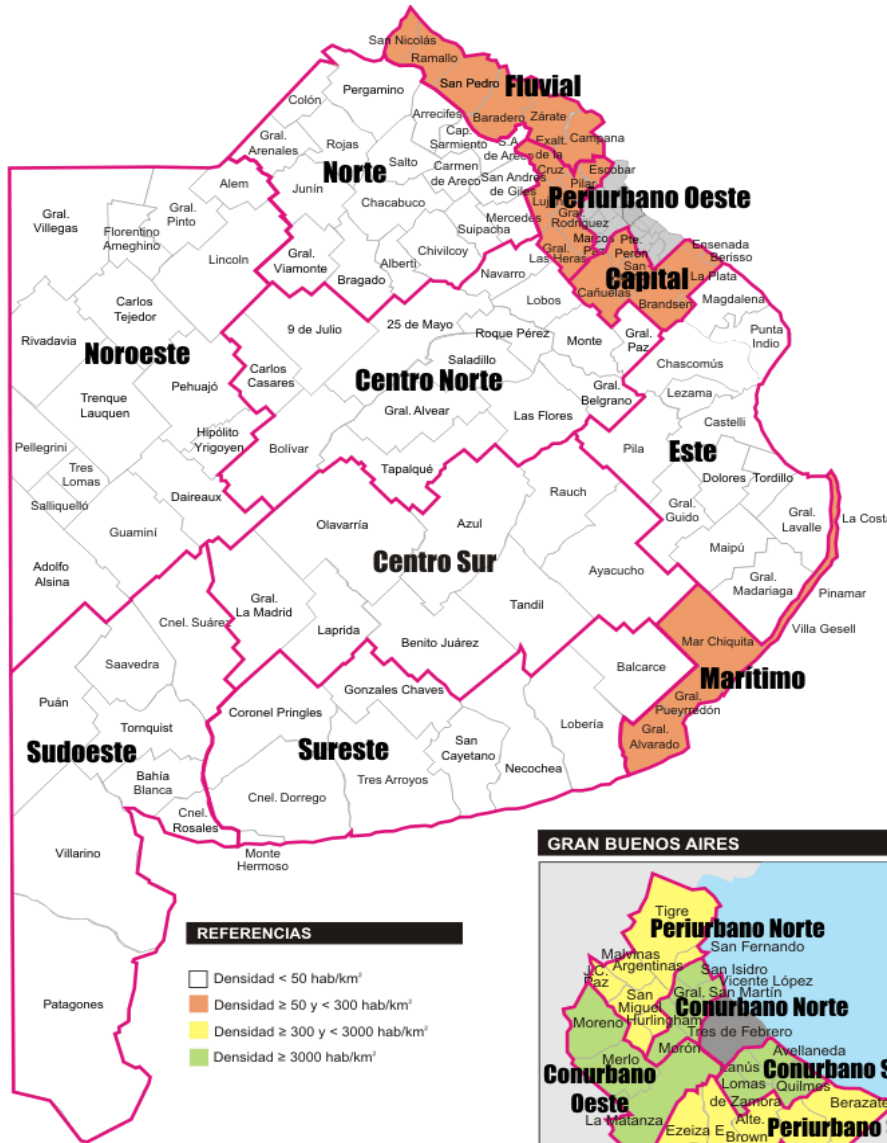 San Nicolás
Ramallo
San Pedro
Fluvial
Baradero
Zárate
Campana
Colón
Pergamino
Arrecifes
Cap.
Sarmiento
S.A.
de Areco
Exalt.
de la
Cruz
Gral.
Arenales
Rojas
Salto
Carmen
de Areco
San Andrés
de Giles
Norte
Junín
Chacabuco
Mercedes
Suipacha
Chivilcoy
Alberti
Bragado
Gral.
Viamonte
Escobar
Pilar
Periurbano Oeste
Gral.
Rodríguez
Marcos
Paz
Gral.
Las Heras
Pte.
Perón
San
Capital
Cañuelas
Brandsen
Ensenada
Berisso
La Plata
Magdalena
Punta
Indio
Alem
Gral.
Villegas
Florentino
Ameghino
Gral.
Pinto
Lincoln
Carlos
Tejedor
Rivadavia
Noroeste
Pehuajó
Trenque
Lauquen
Hipólito
Yrigoyen
Pellegrini
Tres
Lomas
Salliquelló
Daireaux
Guaminí
Adolfo
Alsina
Navarro
Lobos
9 de Julio
25 de Mayo
Roque Pérez
Monte
Gral.
Paz
Saladillo
Carlos
Casares
Centro Norte
Gral.
Belgrano
Gral. Alvear
Las Flores
Bolívar
Tapalqué
Chascomús
Lezama
Castelli
Pila
Este
Dolores
Tordillo
Gral.
Guido
Gral.
Lavalle
La Costa
Maipú
Gral.
Madariaga
Pinamar
Villa Gesell
Rauch
Olavarría
Azul
Centro Sur
Ayacucho
Gral.
La Madrid
Tandil
Laprida
Benito Juárez
Mar Chiquita
Marítimo
Balcarce
Gral.
Pueyrredón
Gral.
Alvarado
Cnel. Suárez
Saavedra
Puán
Tornquist
Sudoeste
Bahía
Blanca
Cnel.
Rosales
Villarino
Monte
Hermoso
Patagones
Gonzales Chaves
Coronel Pringles
Sureste
San
Cayetano
Lobería
Necochea
Tres Arroyos
Cnel. Dorrego
REFERENCIAS
Densidad < 50 hab/km²
Densidad ≥ 50 y < 300 hab/km²
Densidad ≥ 300 y < 3000 hab/km²
Densidad ≥ 3000 hab/km²
GRAN BUENOS AIRES
Tigre
Periurbano Norte
San Fernando
Malvinas
Argentinas
J.C.
Paz
San Isidro
Vicente López
Gral. San Martín
San
Miguel
Conurbano Norte
Hurlingham
Tres de Febrero
Moreno
Morón
Merlo
Avellaneda
Lanús
Conurbano S
Conurbano
Oeste
Lomas
de Zamora
Quilmes
La Matanza
Berazate
Ezeiza E.
Alte.
Brown
Periurbano